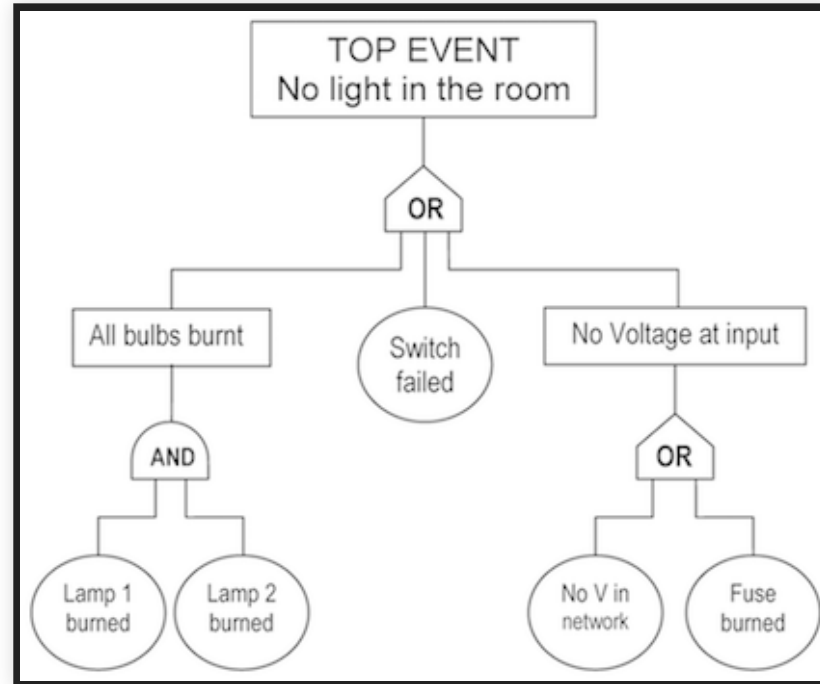 TOP EVENT
No light in the room
OR
All bulbs burnt
Switch
failed
No Voltage at input
AND
OR
Lamp 1
burned
Lamp 2
burned
No V in
network
Fuse
burned